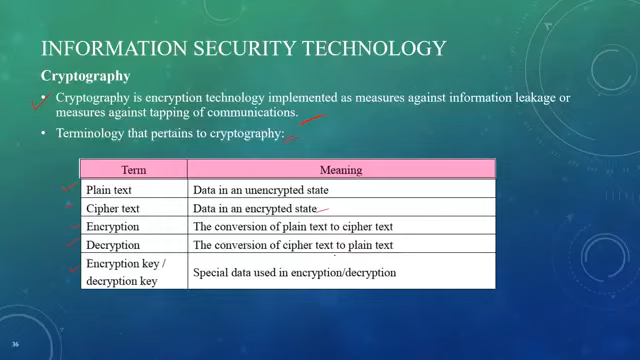 INFORMATION SECURITY TECHNOLOGY
Cryptography
• Cryptography is encryption technology implemented as measures against information leakage or
measures against tapping of communications.
• Terminology that pertains to cryptography:
Term Meaning
Plain text Data in an unencrypted state
Cipher text Data in an encrypted state
Encryption The conversion of plain text to cipher text
Decryption The conversion of cipher text to plain text
Encryption key /
decryption key Special data used in encryption/decryption
36